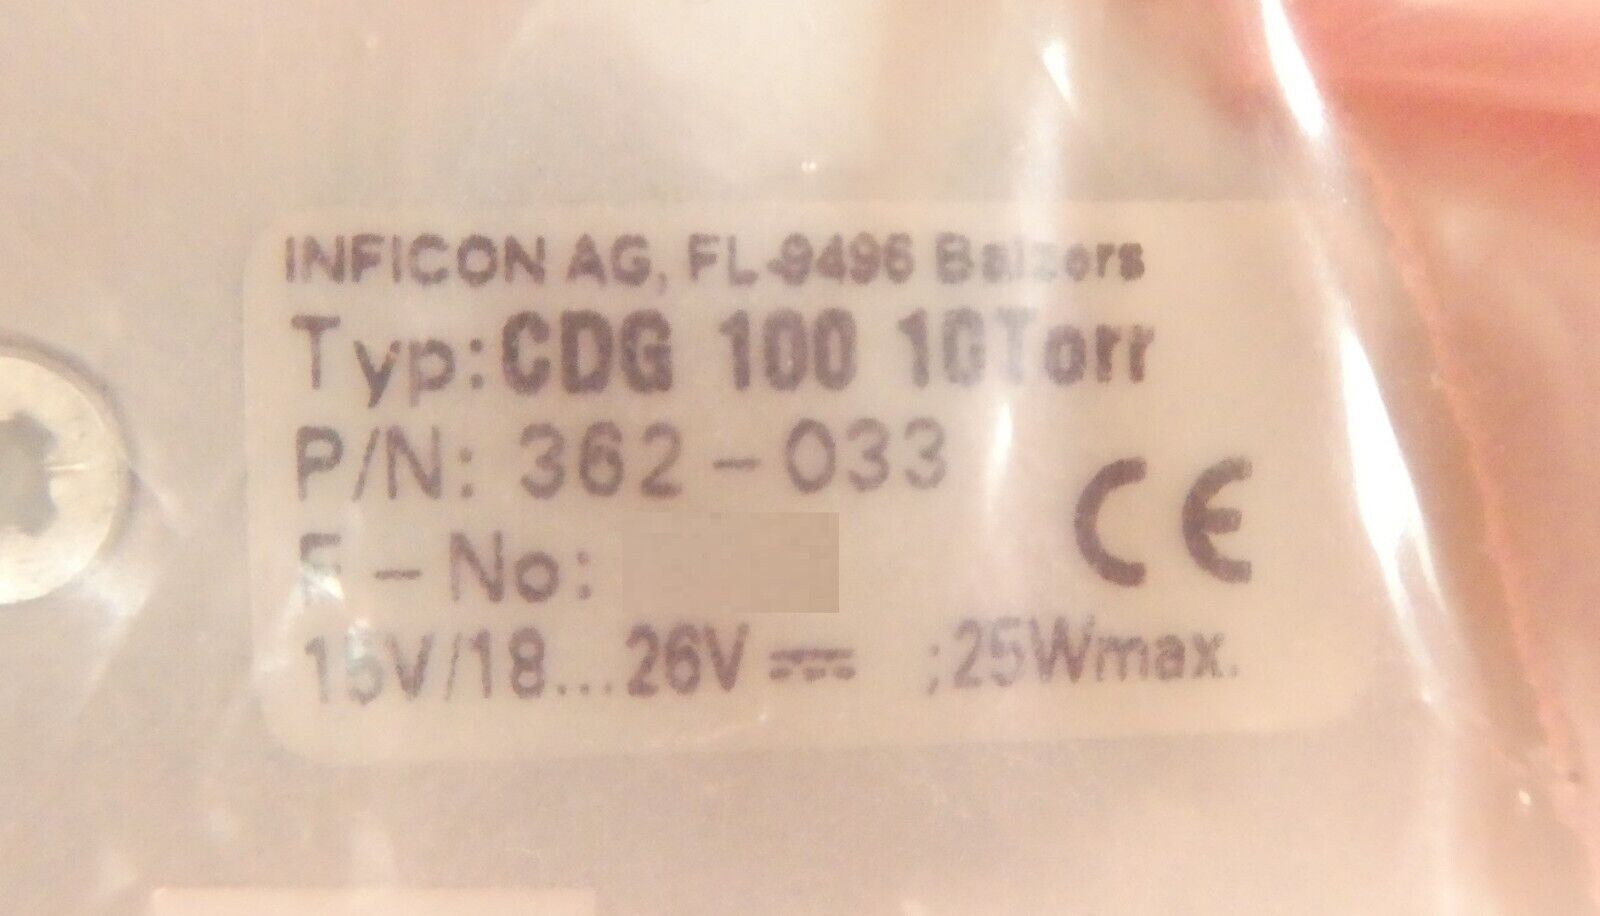 INFICON AG, FL-9496 Balzers
Typ: CDG 100 10Torr
P/N: 362-033
F-No:
15V/18...26V ⎓ ;25Wmax.
CE